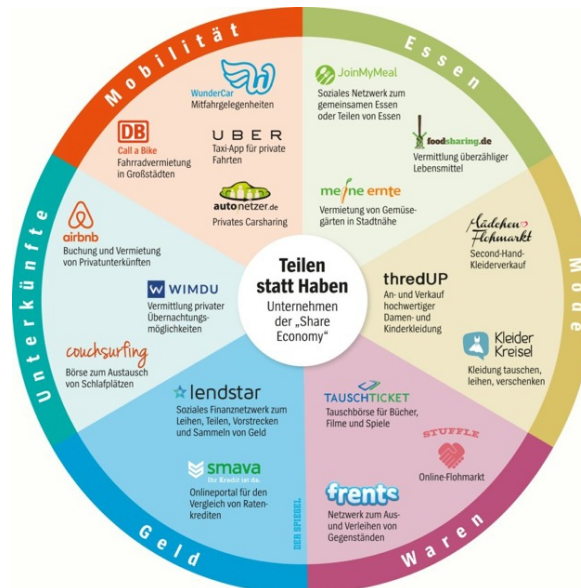 Mobilität
WunderCar
Mitfahrgelegenheiten
DB
Call a Bike
Fahrradvermietung
in Großstädten
UBER
Taxi-App für private
Fahrten
autonetzer.de
Privates Carsharing
Essen
JoinMyMeal
Soziales Netzwerk zum
gemeinsamen Essen
oder Teilen von Essen
foodsharing.de
Vermittlung überzähliger
Lebensmittel
meine ernte
Vermietung von Gemüse-
gärten in Stadtnähe
Mode
Mädchen
Flohmarkt
Second-Hand-
Kleiderverkauf
thredUP
An- und Verkauf
hochwertiger
Damen- und
Kinderkleidung
Kleider
Kreisel
Kleidung tauschen,
leihen, verschenken
Waren
TAUSCHTICKET
Tauschbörse für Bücher,
Filme und Spiele
STUFFLE
Online-Flohmarkt
frents
Netzwerk zum Aus-
und Verleihen von
Gegenständen
Geld
lendstar
Soziales Finanznetzwerk zum
Leihen, Teilen, Vorstrecken
und Sammeln von Geld
smava
Ihr Kredit ist da.
Onlineportal für den
Vergleich von Raten-
krediten
DER SPIEGEL
Unterkünfte
airbnb
Buchung und Vermietung
von Privatunterkünften
W WIMDU
Vermittlung privater
Übernachtungs-
möglichkeiten
couchsurfing
Börse zum Austausch
von Schlafplätzen
Teilen
statt Haben
Unternehmen
der „Share
Economy“